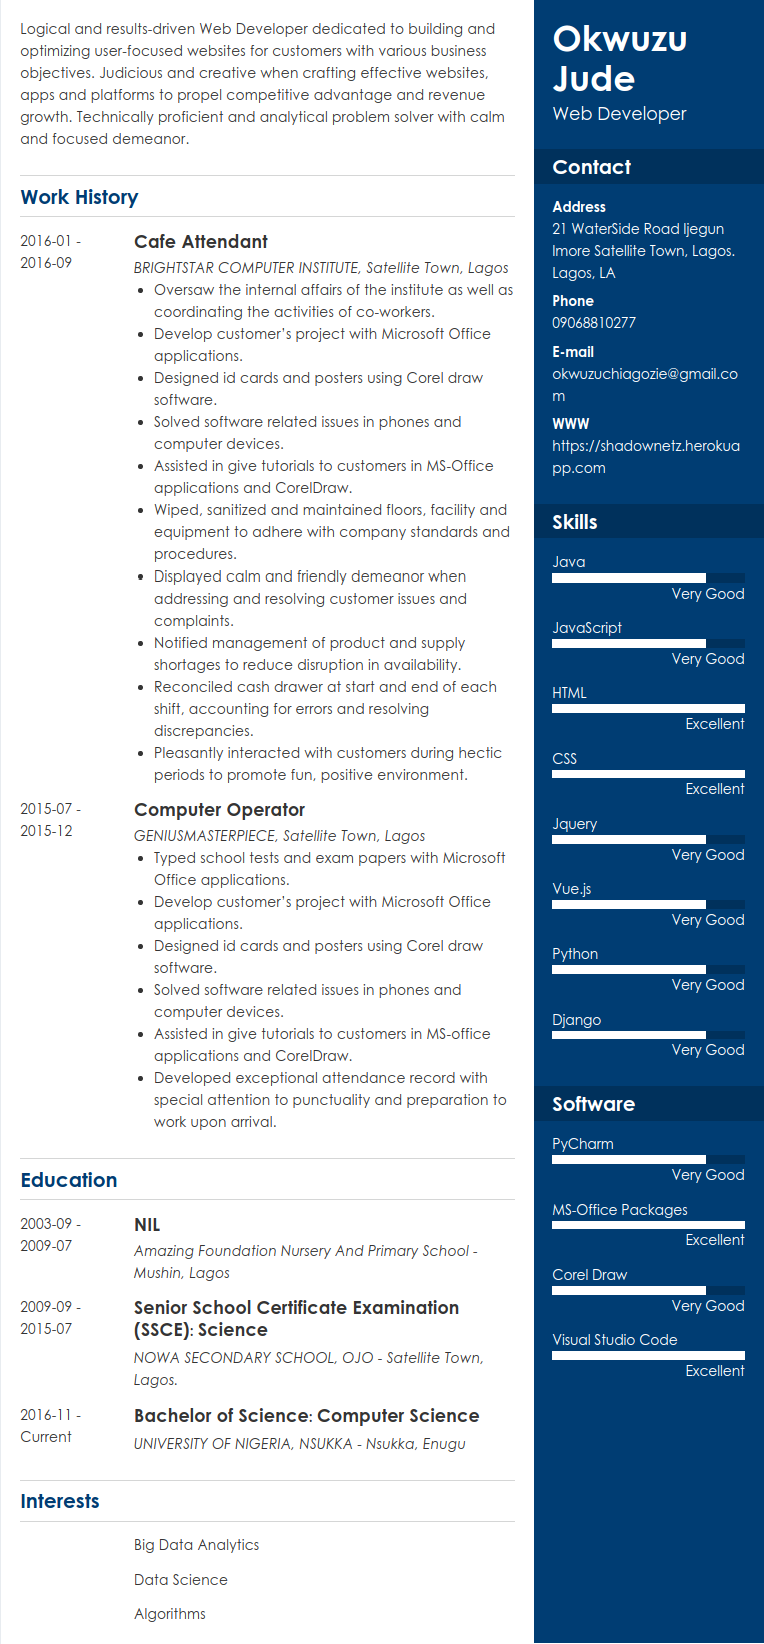 Logical and results-driven Web Developer dedicated to building and
optimizing user-focused websites for customers with various business
objectives. Judicious and creative when crafting effective websites,
apps and platforms to propel competitive advantage and revenue
growth. Technically proficient and analytical problem solver with calm
and focused demeanor.
Work History
2016-01 -
2016-09
Cafe Attendant
BRIGHTSTAR COMPUTER INSTITUTE, Satellite Town, Lagos
• Oversaw the internal affairs of the institute as well as
coordinating the activities of co-workers.
• Develop customer's project with Microsoft Office
applications.
• Designed id cards and posters using Corel draw
software.
• Solved software related issues in phones and
computer devices.
• Assisted in give tutorials to customers in MS-Office
applications and CorelDraw.
• Wiped, sanitized and maintained floors, facility and
equipment to adhere with company standards and
procedures.
• Displayed calm and friendly demeanor when
addressing and resolving customer issues and
complaints.
• Notified management of product and supply
shortages to reduce disruption in availability.
• Reconciled cash drawer at start and end of each
shift, accounting for errors and resolving
discrepancies.
• Pleasantly interacted with customers during hectic
periods to promote fun, positive environment.
2015-07 -
2015-12
Computer Operator
GENIUSMASTERPIECE, Satellite Town, Lagos
• Typed school tests and exam papers with Microsoft
Office applications.
• Develop customer's project with Microsoft Office
applications.
• Designed id cards and posters using Corel draw
software.
• Solved software related issues in phones and
computer devices.
• Assisted in give tutorials to customers in MS-office
applications and CorelDraw.
• Developed exceptional attendance record with
special attention to punctuality and preparation to
work upon arrival.
Education
2003-09 -
2009-07
NIL
Amazing Foundation Nursery And Primary School -
Mushin, Lagos
2009-09 -
2015-07
Senior School Certificate Examination
(SSCE): Science
NOWA SECONDARY SCHOOL, OJO - Satellite Town,
Lagos.
2016-11 -
Current
Bachelor of Science: Computer Science
UNIVERSITY OF NIGERIA, NSUKKA - Nsukka, Enugu
Interests
Big Data Analytics
Data Science
Algorithms
Okwuzu
Jude
Web Developer
Contact
Address
21 WaterSide Road Ijegun
Imore Satellite Town, Lagos.
Lagos, LA
Phone
09068810277
E-mail
okwuzuchiagozie@gmail.co
m
WWW
https://shadownetz.herokua
pp.com
Skills
Java
Very Good
JavaScript
Very Good
HTML
Excellent
CSS
Excellent
Jquery
Very Good
Vue.js
Very Good
Python
Very Good
Django
Very Good
Software
PyCharm
Very Good
MS-Office Packages
Excellent
Corel Draw
Very Good
Visual Studio Code
Excellent